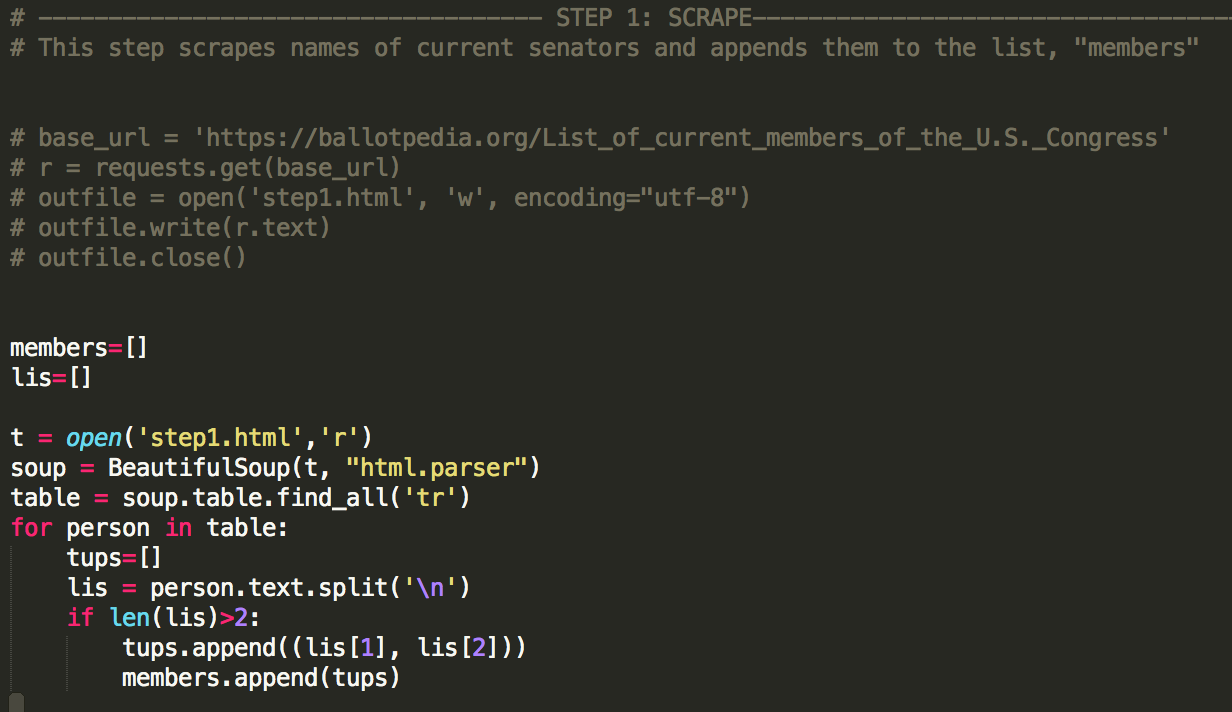 # ———————————————————————————————————— STEP 1: SCRAPE——————————————————————————————————
# This step scrapes names of current senators and appends them to the list, "members"
# base_url = 'https://ballotpedia.org/List_of_current_members_of_the_U.S._Congress'
# r = requests.get(base_url)
# outfile = open('step1.html', 'w', encoding="utf-8")
# outfile.write(r.text)
# outfile.close()
members=[]
lis=[]
t = open('step1.html','r')
soup = BeautifulSoup(t, "html.parser")
table = soup.table.find_all('tr')
for person in table:
    tups=[]
    lis = person.text.split('\n')
    if len(lis)>2:
        tups.append((lis[1], lis[2]))
        members.append(tups)